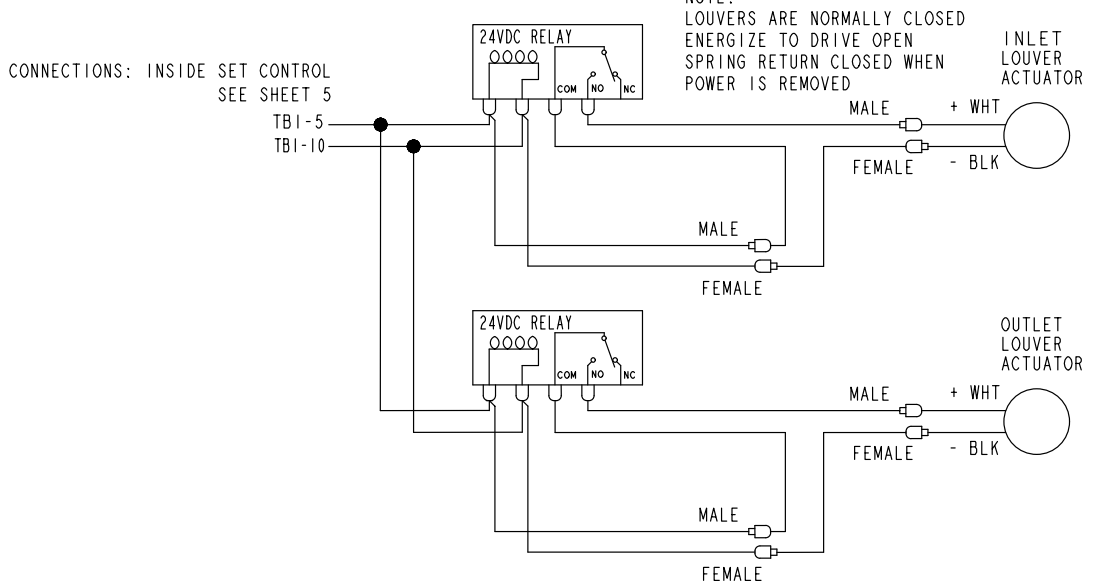 NOTE:
LOUVERS ARE NORMALLY CLOSED
ENERGIZE TO DRIVE OPEN
SPRING RETURN CLOSED WHEN
POWER IS REMOVED
24VDC RELAY
COM
NO
NC
INLET
LOUVER
ACTUATOR
CONNECTIONS: INSIDE SET CONTROL
SEE SHEET 5
TB1-5
TB1-10
MALE
+ WHT
FEMALE
- BLK
MALE
FEMALE
24VDC RELAY
COM
NO
NC
OUTLET
LOUVER
ACTUATOR
MALE
+ WHT
FEMALE
- BLK
MALE
FEMALE